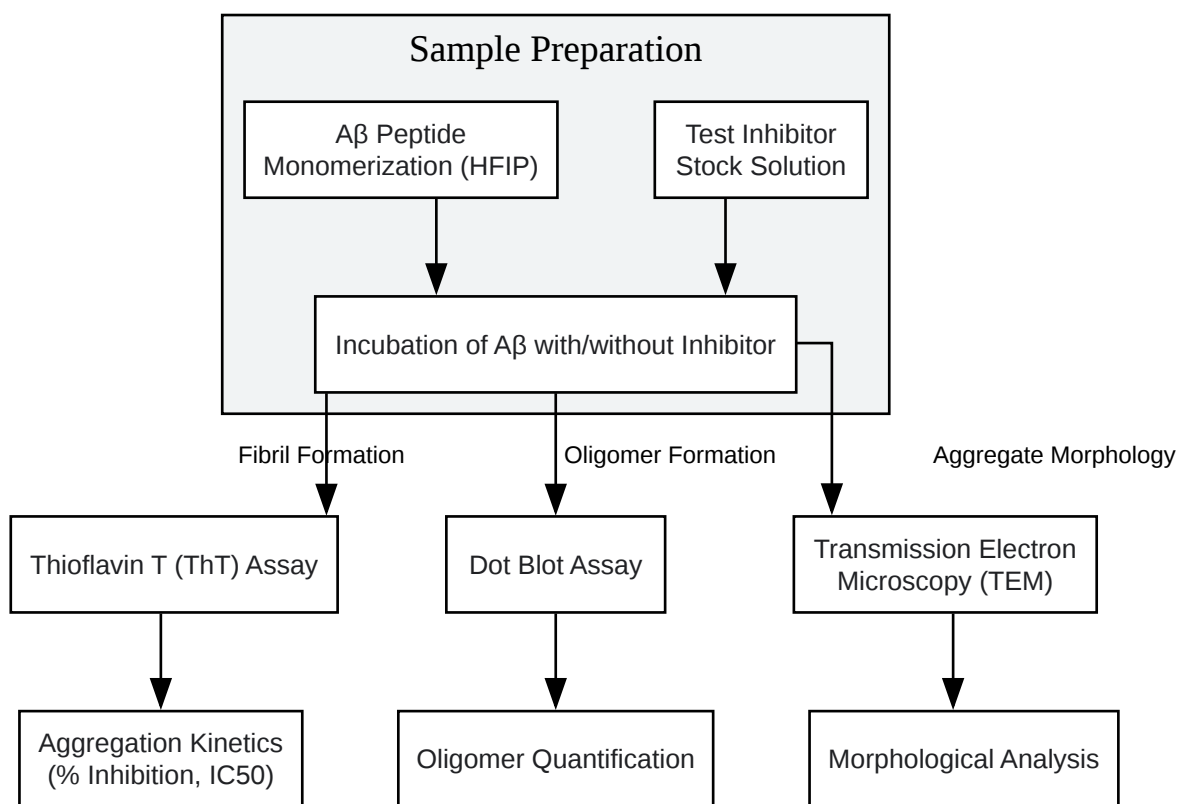 Sample Preparation
Aβ Peptide
Monomerization (HFIP)
Test Inhibitor
Stock Solution
Incubation of Aβ with/without Inhibitor
Fibril Formation
Oligomer Formation
Aggregate Morphology
Thioflavin T (ThT) Assay
Dot Blot Assay
Transmission Electron
Microscopy (TEM)
Aggregation Kinetics
(% Inhibition, IC50)
Oligomer Quantification
Morphological Analysis